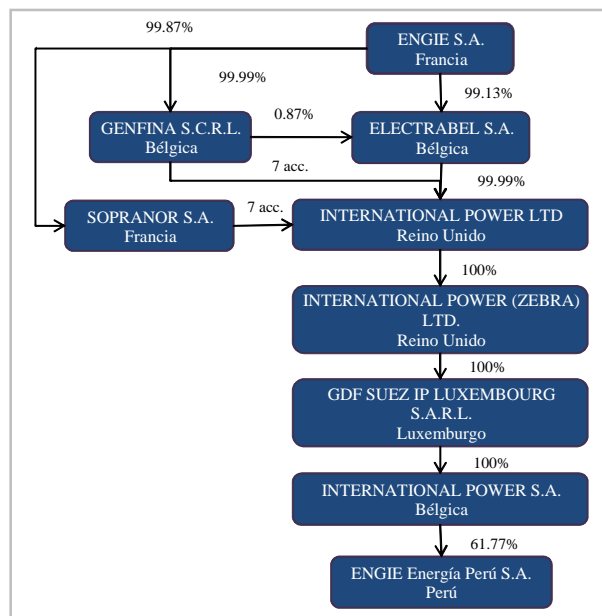 99.87%
ENGIE S.A.
Francia
99.99%
99.13%
GENFINA S.C.R.L.
Bélgica
0.87%
ELECTRABEL S.A.
Bélgica
7 acc.
99.99%
SOPRANOR S.A.
Francia
7 acc.
INTERNATIONAL POWER LTD
Reino Unido
100%
INTERNATIONAL POWER (ZEBRA)
LTD.
Reino Unido
100%
GDF SUEZ IP LUXEMBOURG
S.A.R.L.
Luxemburgo
100%
INTERNATIONAL POWER S.A.
Bélgica
61.77%
ENGIE Energía Perú S.A.
Perú